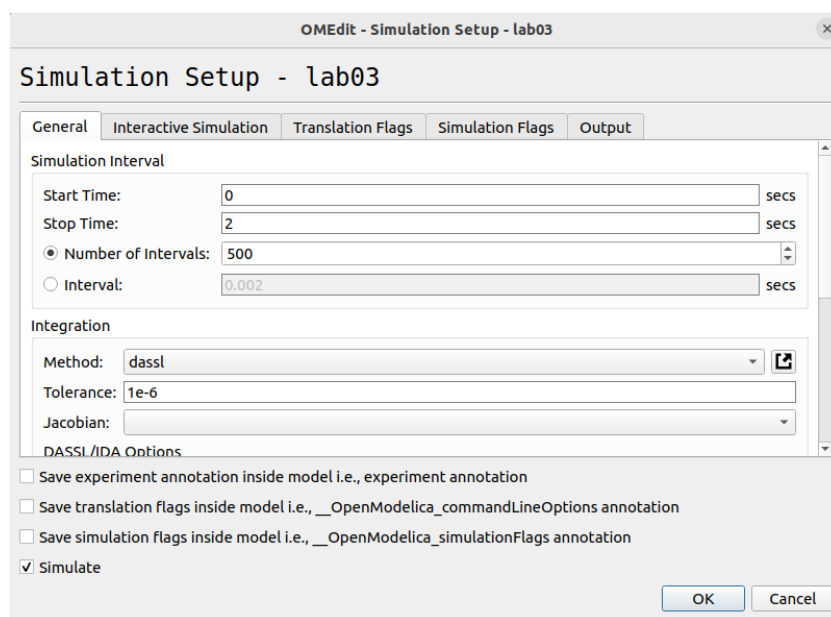 OMEdit - Simulation Setup - lab03
Simulation Setup - lab03
General Interactive Simulation Translation Flags Simulation Flags Output
Simulation Interval
Start Time: 0 secs
Stop Time: 2 secs
Number of Intervals: 500
Interval: 0.002 secs
Integration
Method: dassl
Tolerance: 1e-6
Jacobian:
DASSL/IDA Options
Save experiment annotation inside model i.e., experiment annotation
Save translation flags inside model i.e., __OpenModelica_commandLineOptions annotation
Save simulation flags inside model i.e., __OpenModelica_simulationFlags annotation
Simulate
OK Cancel